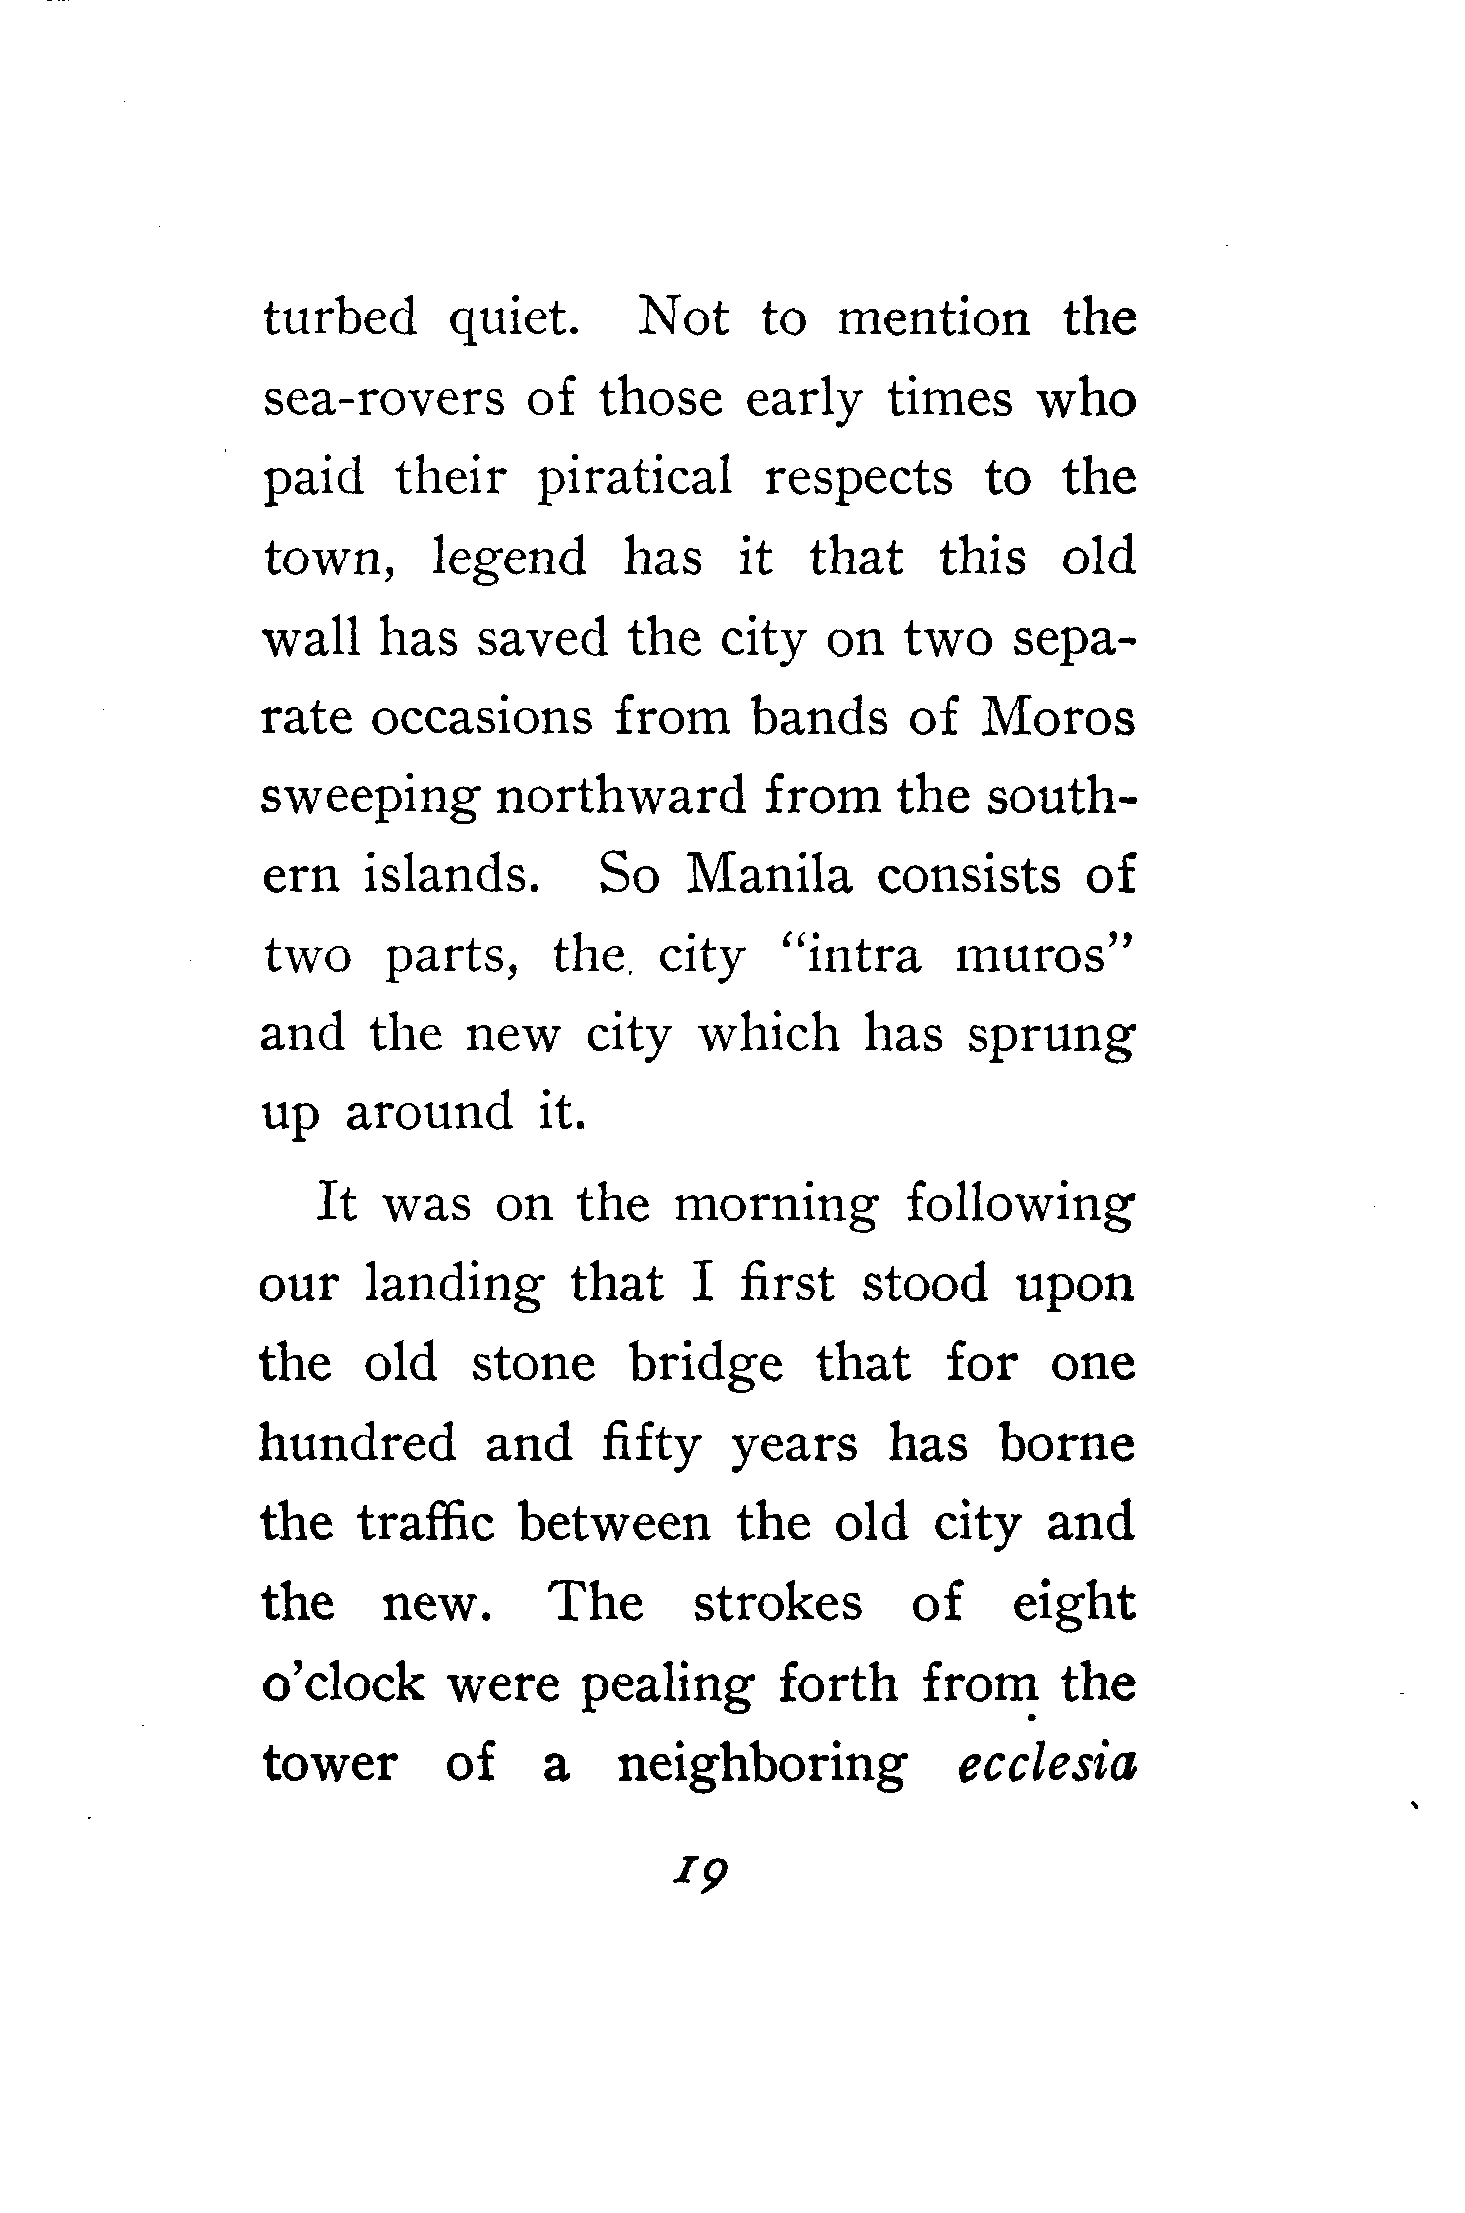 turbed quiet. Not to mention the
sea-rovers of those early times who
paid their piratical respects to the
town, legend has it that this old
wall has saved the city on two sepa-
rate occasions from bands of Moros
sweeping northward from the south-
ern islands. So Manila consists of
two parts, the city "intra muros"
and the new city which has sprung
up around it.
It was on the morning following
our landing that I first stood upon
the old stone bridge that for one
hundred and fifty years has borne
the traffic between the old city and
the new. The strokes of eight
o'clock were pealing forth from the
tower of a neighboring ecclesia
19